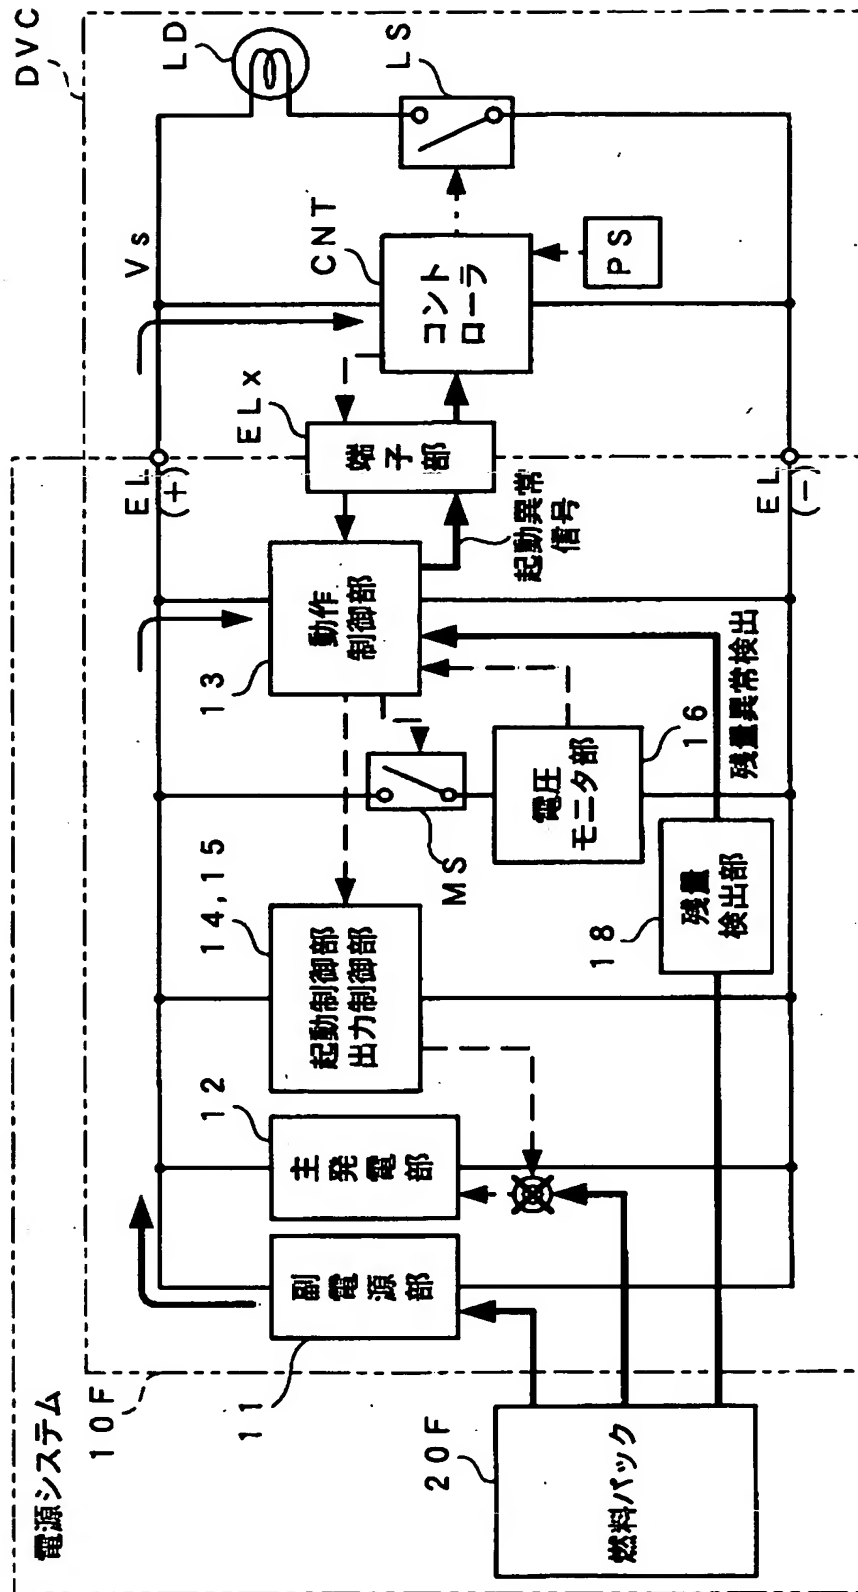 電源システム
10F
DVC
20F
燃料パック
11
副電源部
12
主発電部
14,15
起動制御部
出力制御部
13
動作
制御部
MS
16
電圧
モニタ部
18
残量
検出部
残量異常検出
起動異常
信号
EL
(+)
EL
(-)
ELx
端子部
Vs
CNT
コント
ローラ
PS
LD
LS